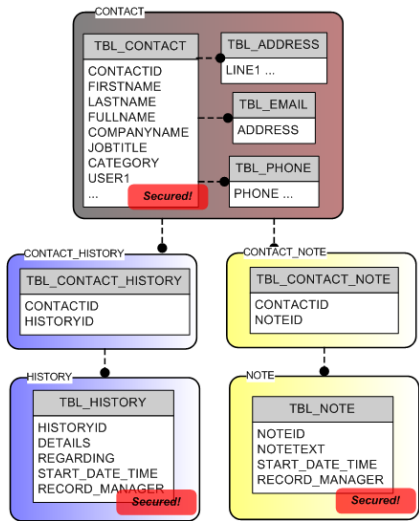 CONTACT
TBL_CONTACT
CONTACTID
FIRSTNAME
LASTNAME
FULLNAME
COMPANYNAME
JOBTITLE
CATEGORY
USER1
...
Secured!
TBL_ADDRESS
LINE1 ...
TBL_EMAIL
ADDRESS
TBL_PHONE
PHONE ...
CONTACT_HISTORY
TBL_CONTACT_HISTORY
CONTACTID
HISTORYID
CONTACT_NOTE
TBL_CONTACT_NOTE
CONTACTID
NOTEID
HISTORY
TBL_HISTORY
HISTORYID
DETAILS
REGARDING
START_DATE_TIME
RECORD_MANAGER
Secured!
NOTE
TBL_NOTE
NOTEID
NOTETEXT
START_DATE_TIME
RECORD_MANAGER
Secured!